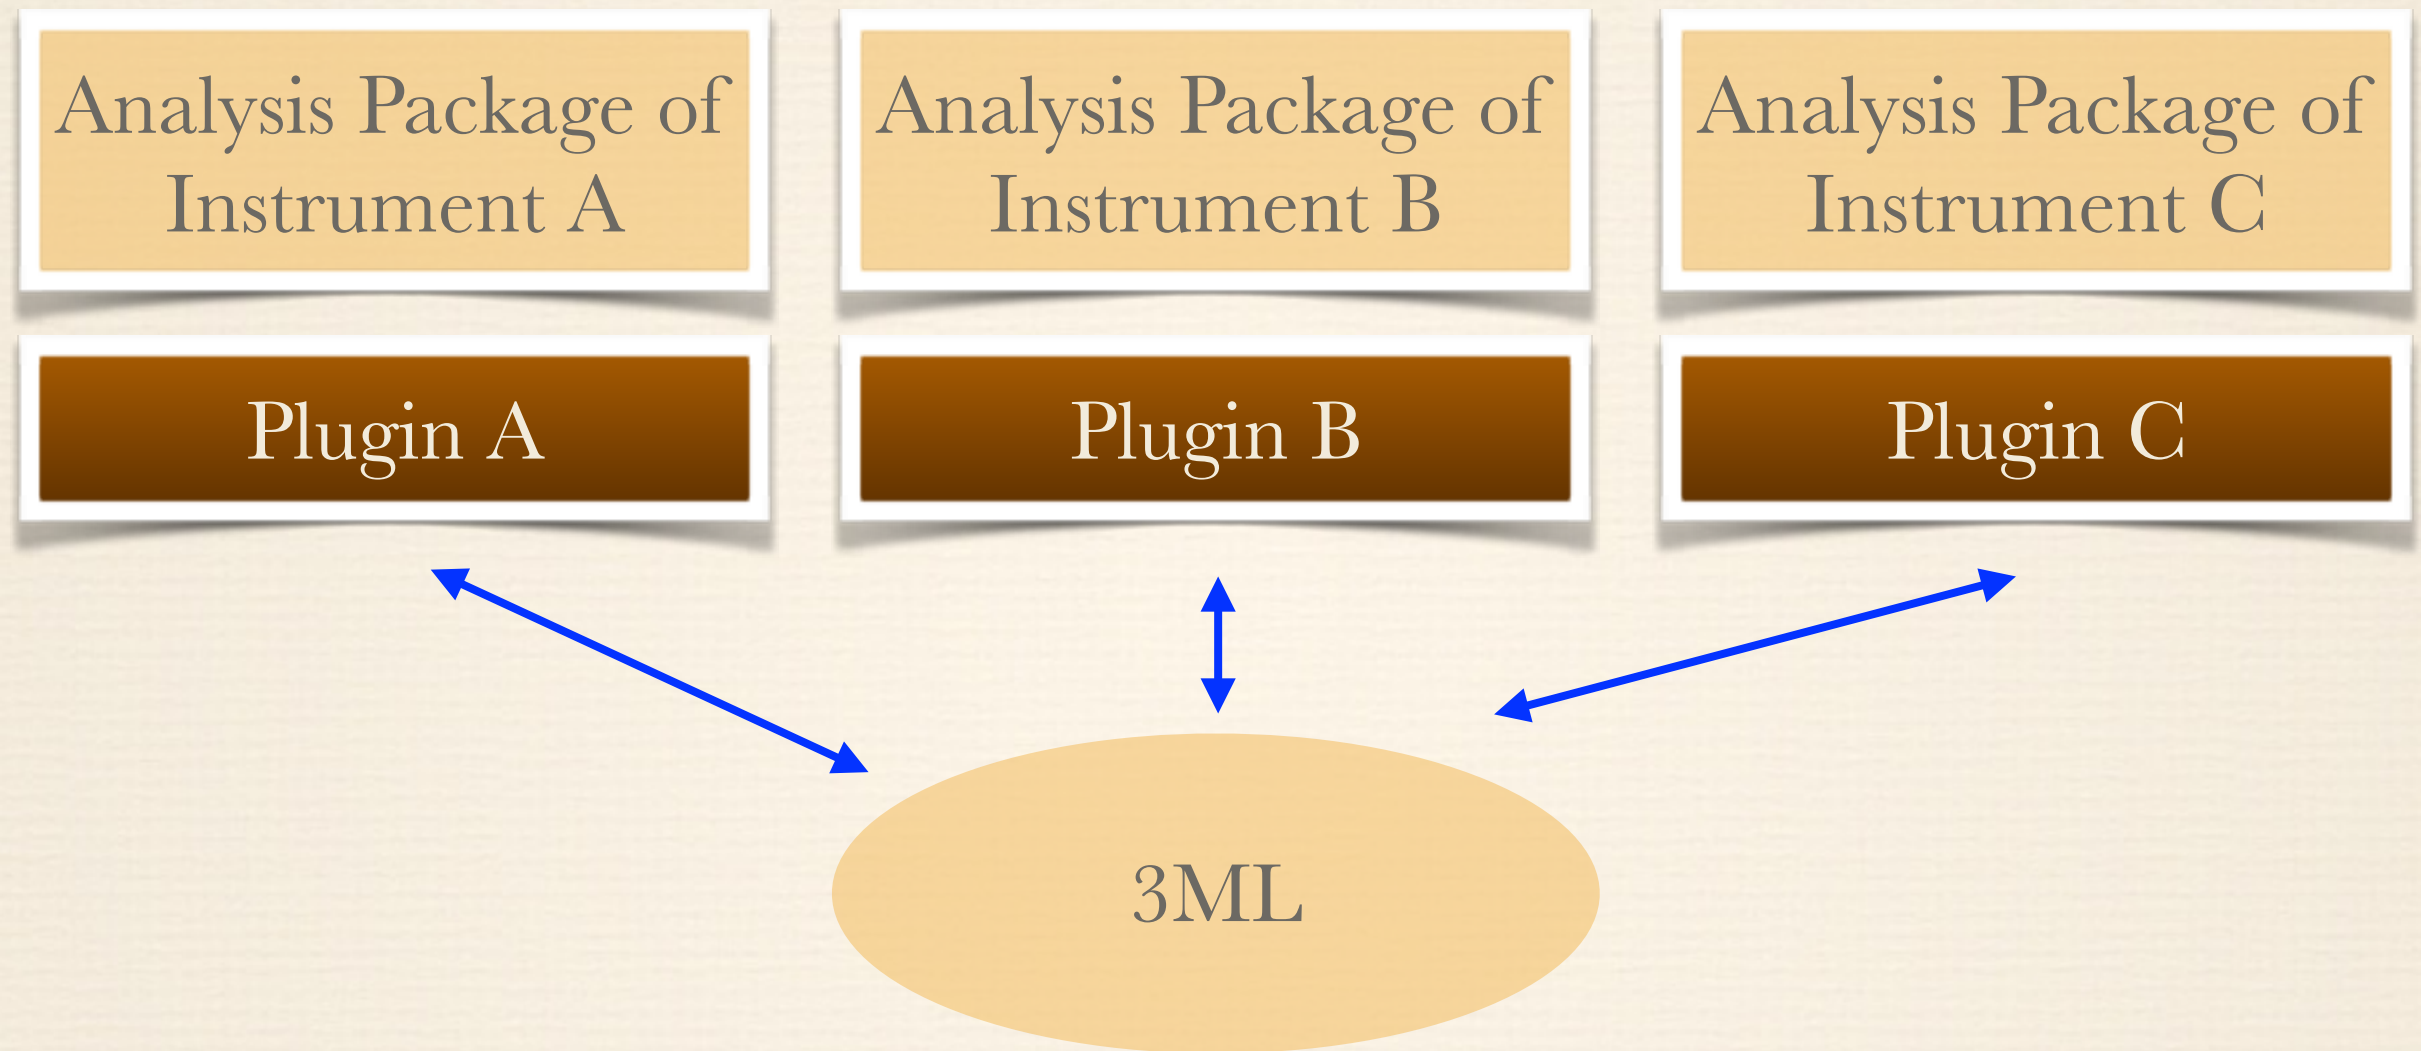 Analysis Package of
Instrument A
Analysis Package of
Instrument B
Analysis Package of
Instrument C
Plugin A
Plugin B
Plugin C
3ML